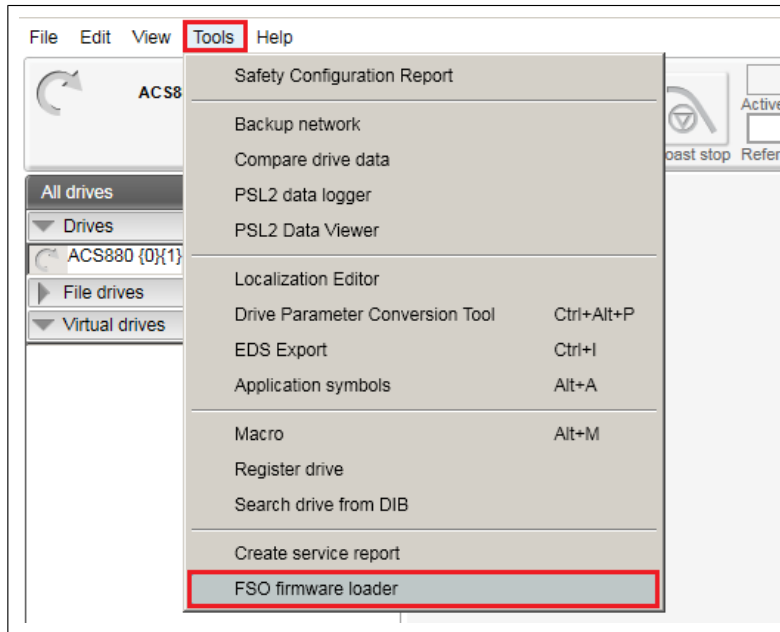 File Edit View Tools Help
ACS8
Active
oast stop Refer
All drives
Drives
ACS880 {0}{1}
File drives
Virtual drives
Safety Configuration Report
Backup network
Compare drive data
PSL2 data logger
PSL2 Data Viewer
Localization Editor
Drive Parameter Conversion Tool Ctrl+Alt+P
EDS Export Ctrl+I
Application symbols Alt+A
Macro Alt+M
Register drive
Search drive from DIB
Create service report
FSO firmware loader